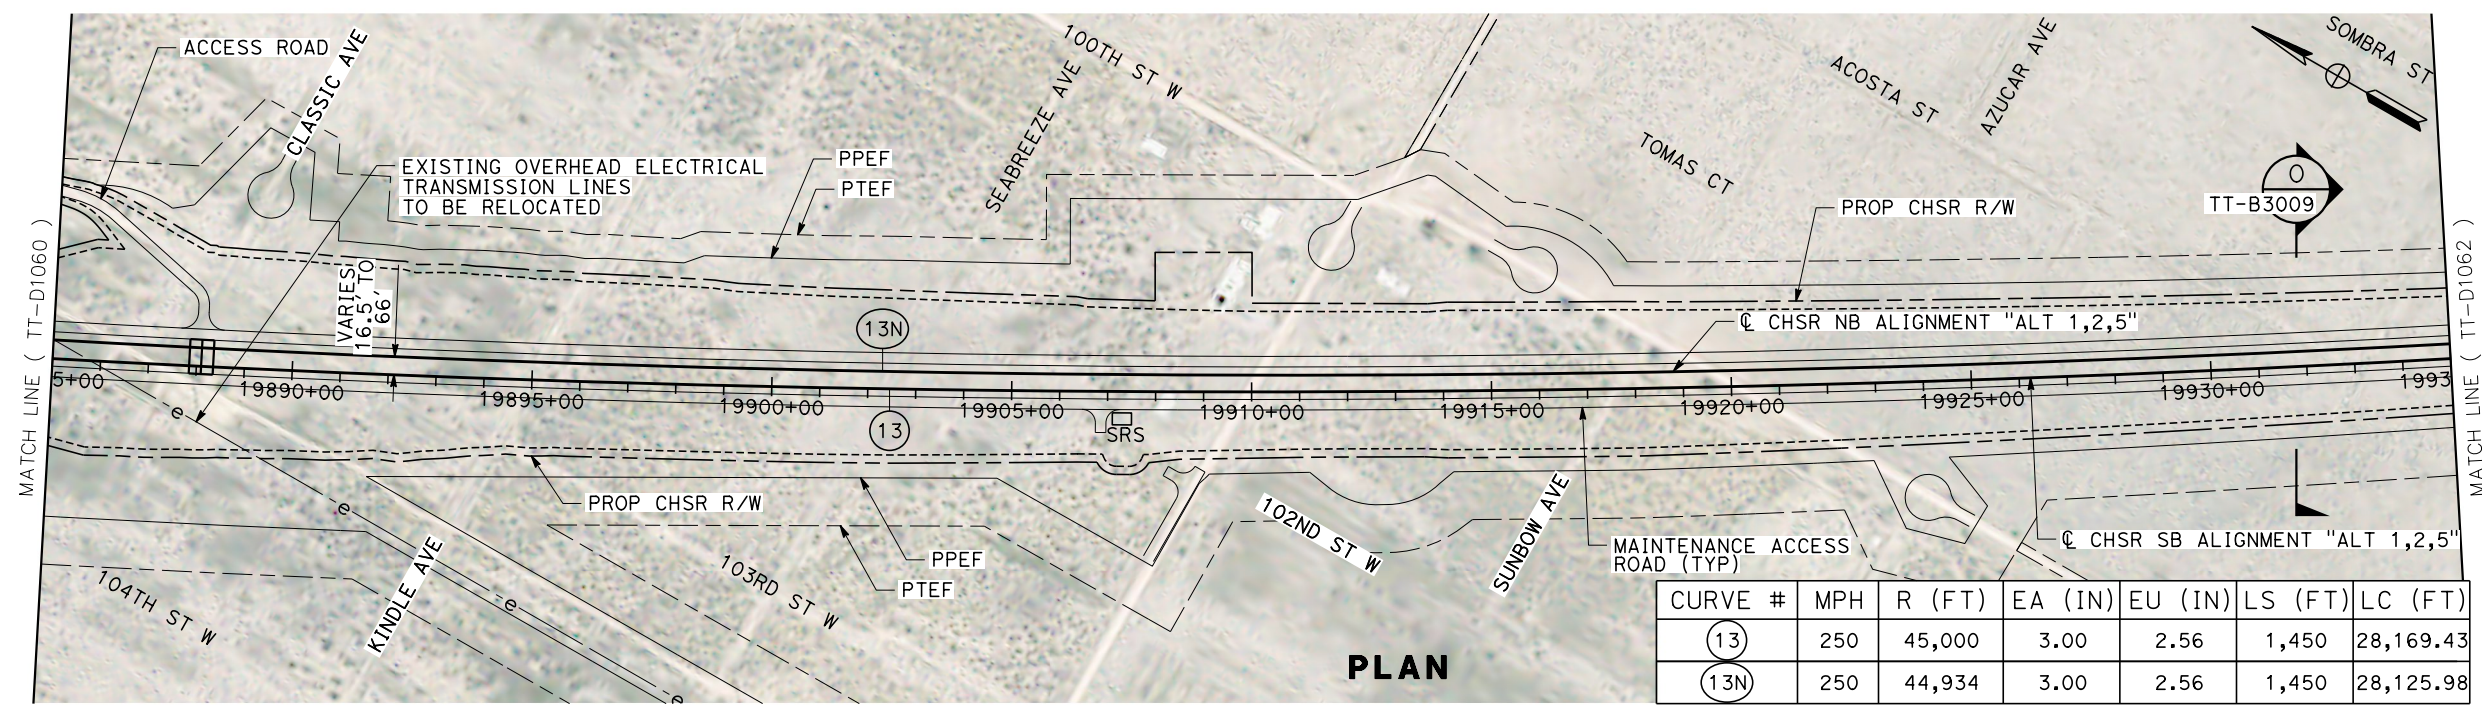 ACCESS ROAD
CLASSIC AVE
EXISTING OVERHEAD ELECTRICAL
TRANSMISSION LINES
TO BE RELOCATED
PPEF
PTEF
SEABREEZE AVE
100TH ST W
TOMAS CT
ACOSTA ST
AZUCAR AVE
SOMBRA ST
O
TT-B3009
PROP CHSR R/W
MATCH LINE ( TT-D1060 )
MATCH LINE ( TT-D1062 )
VARIES
16.5' TO
66'
13N
℄ CHSR NB ALIGNMENT "ALT 1,2,5"
5+00
19890+00
19895+00
19900+00
19905+00
19910+00
19915+00
19920+00
19925+00
19930+00
1993
13
SRS
e
e
e
e
PROP CHSR R/W
PPEF
PTEF
104TH ST W
KINDLE AVE
103RD ST W
102ND ST W
SUNBOW AVE
MAINTENANCE ACCESS
ROAD (TYP)
℄ CHSR SB ALIGNMENT "ALT 1,2,5"
PLAN
CURVE # MPH R (FT) EA (IN) EU (IN) LS (FT) LC (FT)
13 250 45,000 3.00 2.56 1,450 28,169.43
13N 250 44,934 3.00 2.56 1,450 28,125.98